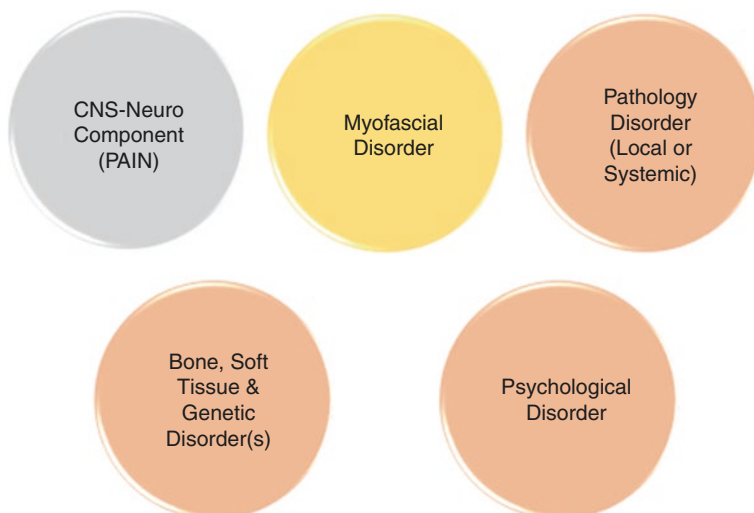 CNS-Neuro
Component
(PAIN)
Myofascial
Disorder
Pathology
Disorder
(Local or
Systemic)
Bone, Soft
Tissue &
Genetic
Disorder(s)
Psychological
Disorder